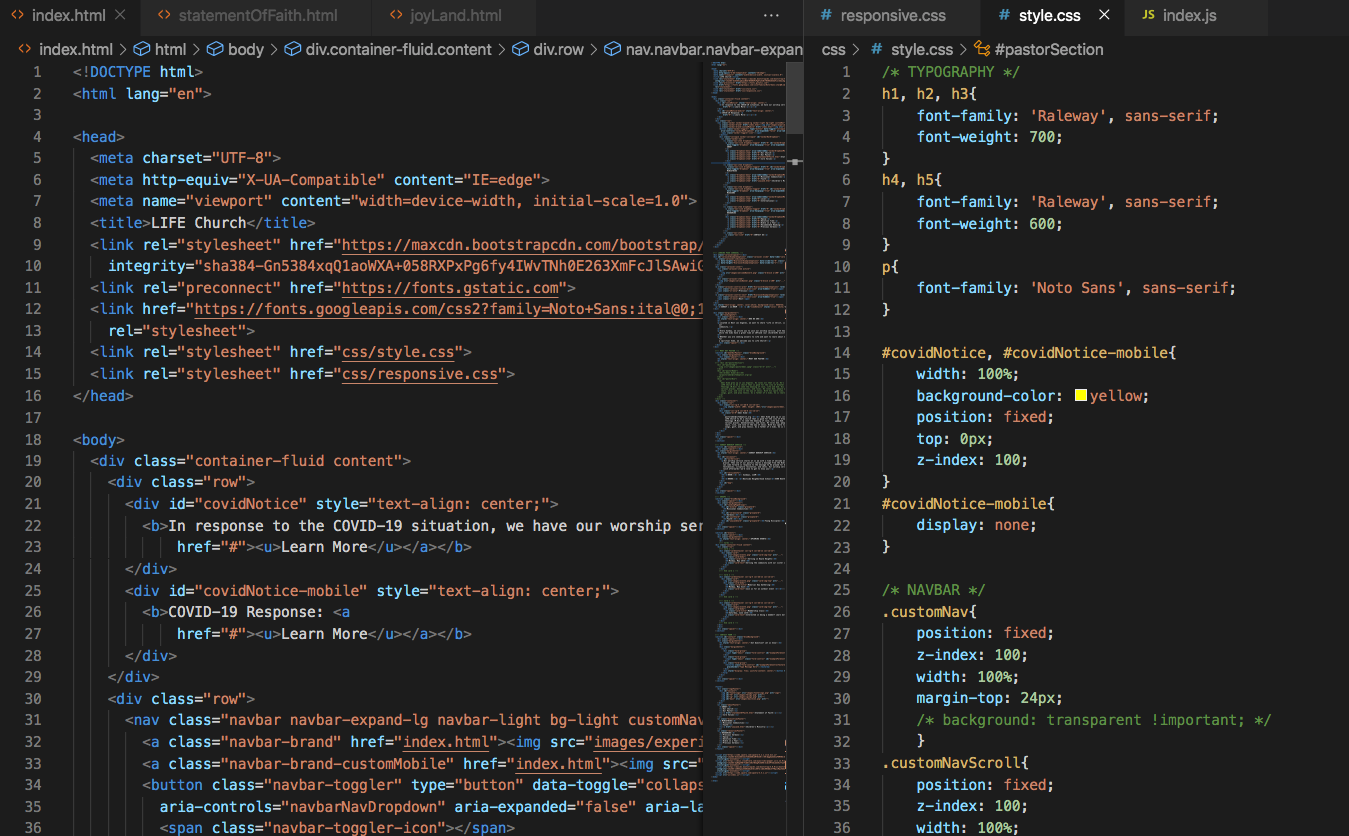 index.html
statementOfFaith.html
joyLand.html
index.html > html > body > div.container-fluid.content > div.row > nav.navbar.navbar-expan
1 <!DOCTYPE html>
2 <html lang="en">
3
4 <head>
5 <meta charset="UTF-8">
6 <meta http-equiv="X-UA-Compatible" content="IE=edge">
7 <meta name="viewport" content="width=device-width, initial-scale=1.0">
8 <title>LIFE Church</title>
9 <link rel="stylesheet" href="https://maxcdn.bootstrapcdn.com/bootstrap/
10 integrity="sha384-Gn5384xqQ1aoWXA+058RXPxPg6fy4IWvTNh0E263XmFcJlSAwiG
11 <link rel="preconnect" href="https://fonts.gstatic.com">
12 <link href="https://fonts.googleapis.com/css2?family=Noto+Sans:ital@0;1
13 rel="stylesheet">
14 <link rel="stylesheet" href="css/style.css">
15 <link rel="stylesheet" href="css/responsive.css">
16 </head>
17
18 <body>
19 <div class="container-fluid content">
20 <div class="row">
21 <div id="covidNotice" style="text-align: center;">
22 <b>In response to the COVID-19 situation, we have our worship ser
23 href="#"><u>Learn More</u></a></b>
24 </div>
25 <div id="covidNotice-mobile" style="text-align: center;">
26 <b>COVID-19 Response: <a
27 href="#"><u>Learn More</u></a></b>
28 </div>
29 </div>
30 <div class="row">
31 <nav class="navbar navbar-expand-lg navbar-light bg-light customNav
32 <a class="navbar-brand" href="index.html"><img src="images/experi
33 <a class="navbar-brand-customMobile" href="index.html"><img src="
34 <button class="navbar-toggler" type="button" data-toggle="collaps
35 aria-controls="navbarNavDropdown" aria-expanded="false" aria-la
36 <span class="navbar-toggler-icon"></span>
# responsive.css
# style.css
JS index.js
css > # style.css > #pastorSection
1 /* TYPOGRAPHY */
2 h1, h2, h3{
3 font-family: 'Raleway', sans-serif;
4 font-weight: 700;
5 }
6 h4, h5{
7 font-family: 'Raleway', sans-serif;
8 font-weight: 600;
9 }
10 p{
11 font-family: 'Noto Sans', sans-serif;
12 }
13
14 #covidNotice, #covidNotice-mobile{
15 width: 100%;
16 background-color: yellow;
17 position: fixed;
18 top: 0px;
19 z-index: 100;
20 }
21 #covidNotice-mobile{
22 display: none;
23 }
24
25 /* NAVBAR */
26 .customNav{
27 position: fixed;
28 z-index: 100;
29 width: 100%;
30 margin-top: 24px;
31 /* background: transparent !important; */
32 }
33 .customNavScroll{
34 position: fixed;
35 z-index: 100;
36 width: 100%;